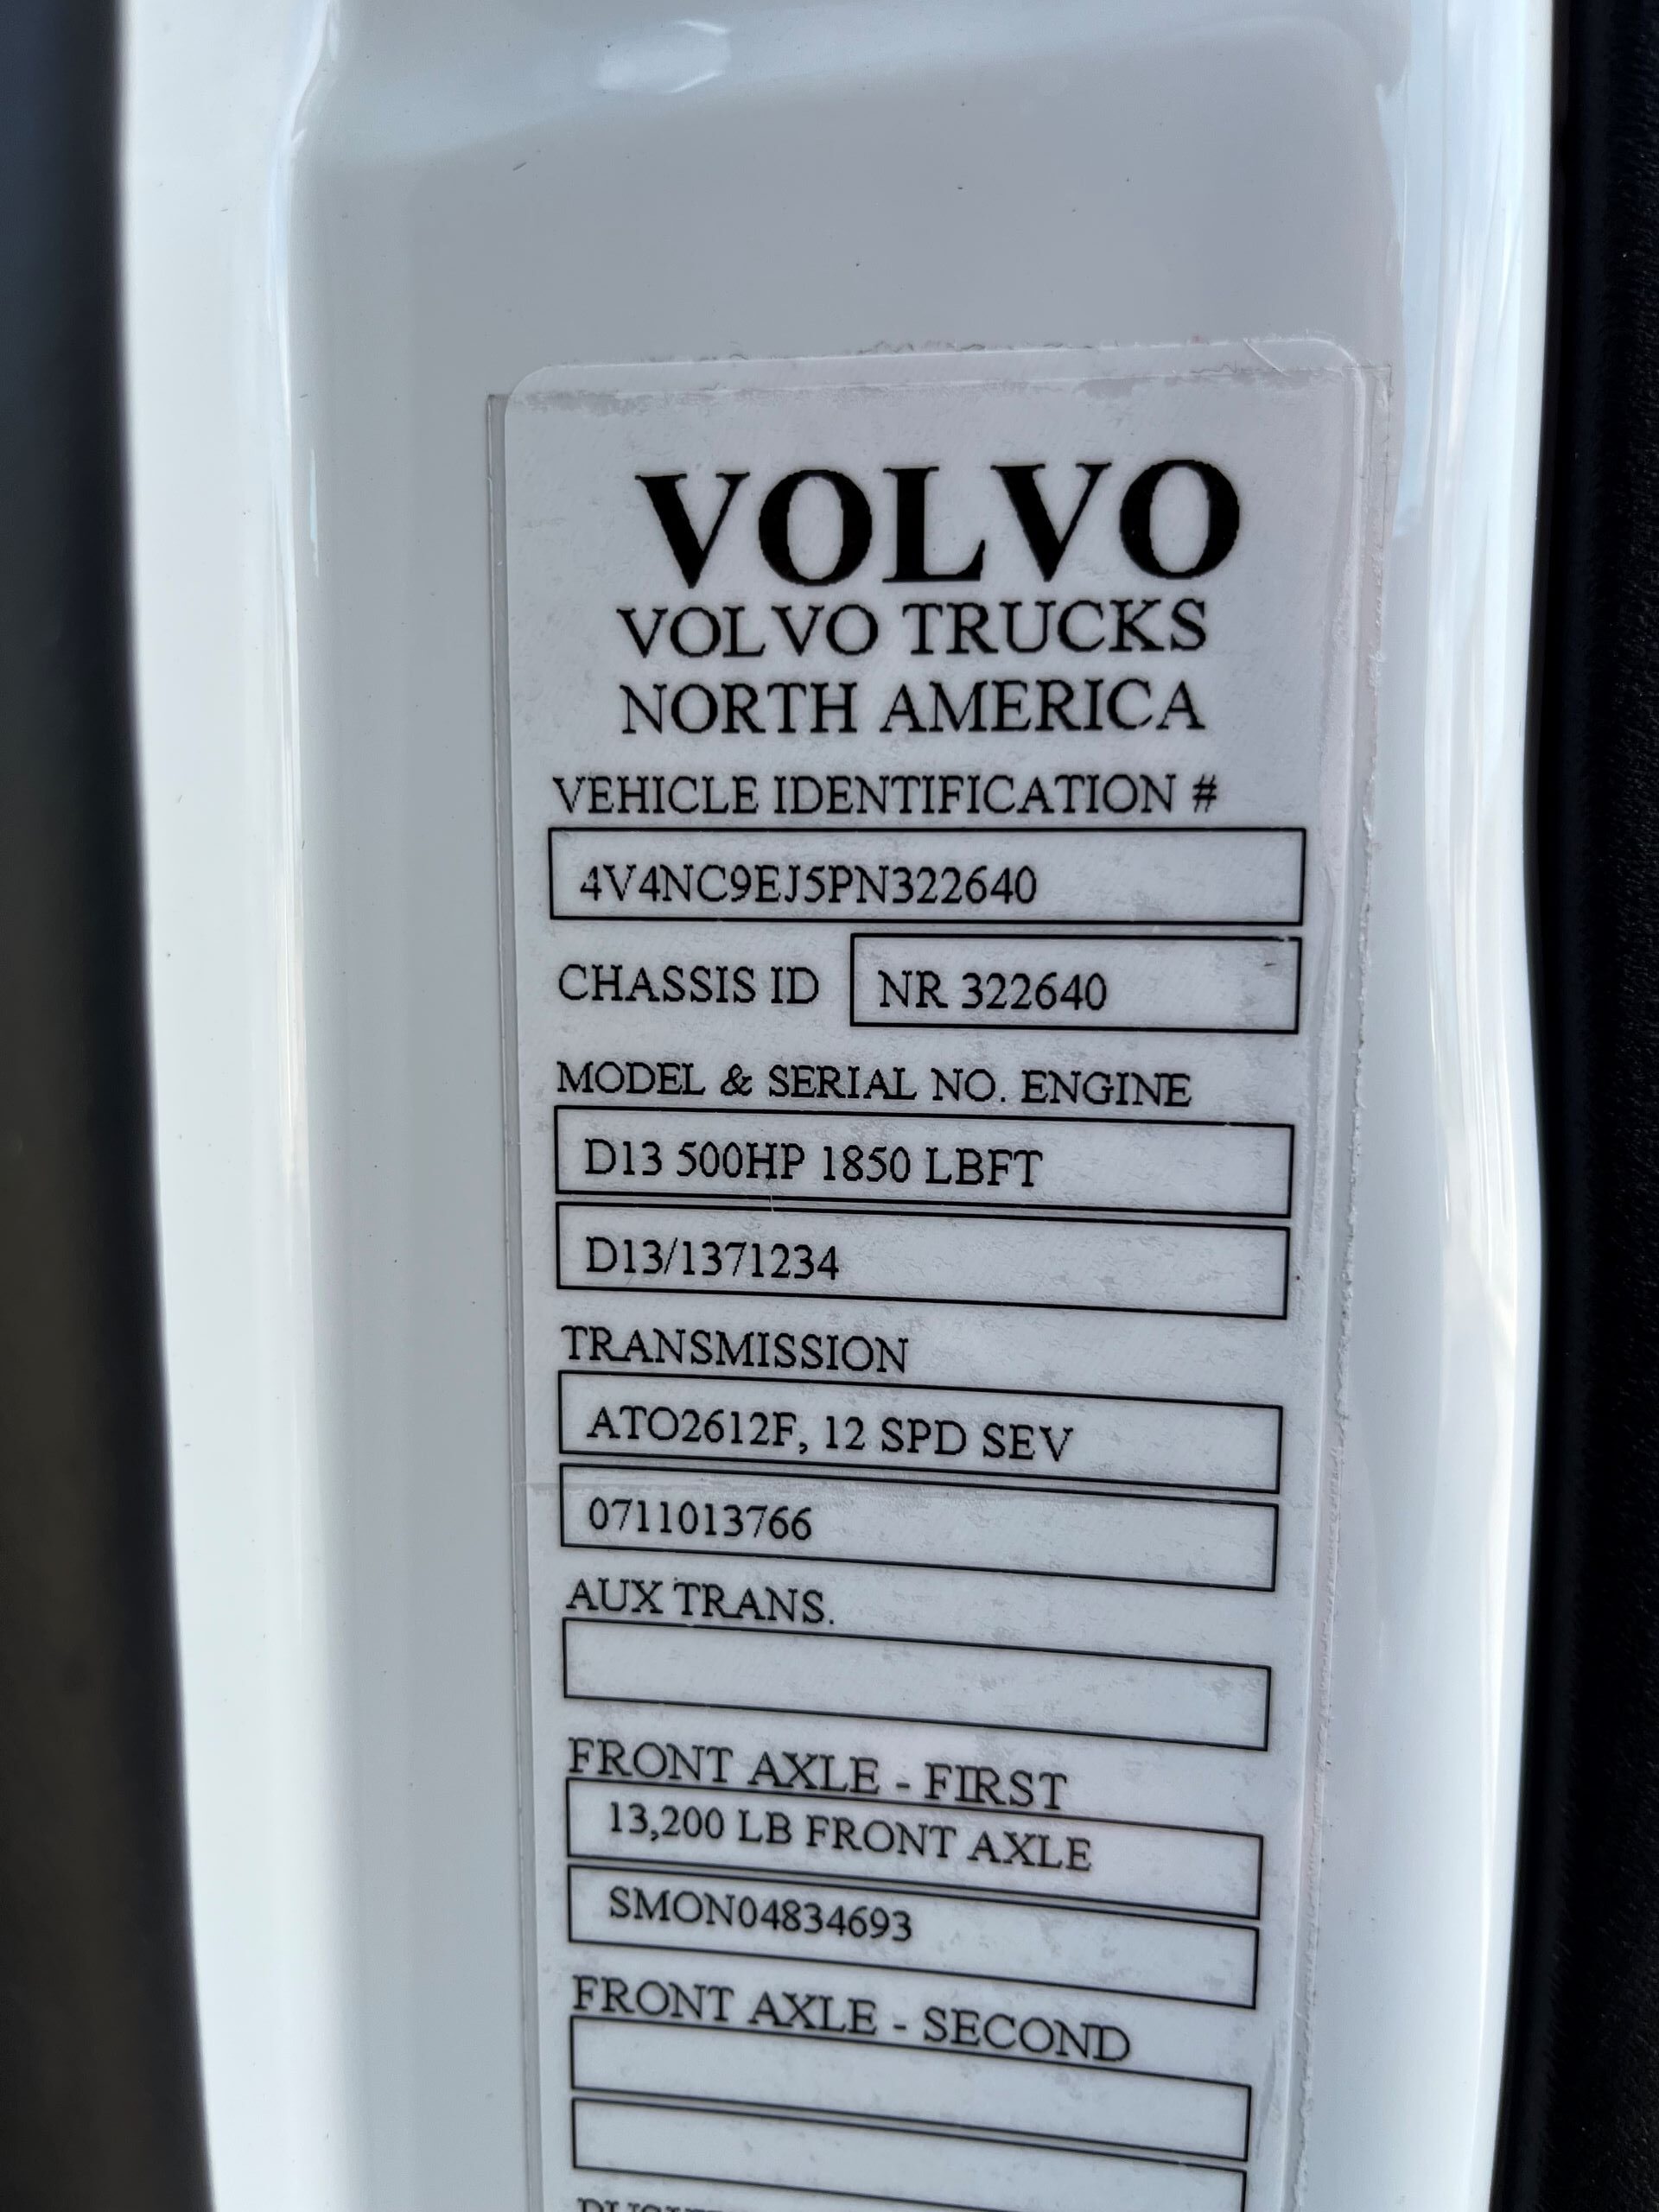 VOLVO
VOLVO TRUCKS
NORTH AMERICA
VEHICLE IDENTIFICATION #
4V4NC9EJ5PN322640
CHASSIS ID NR 322640
MODEL & SERIAL NO. ENGINE
D13 500HP 1850 LBFT
D13/1371234
TRANSMISSION
ATO2612F, 12 SPD SEV
0711013766
AUX TRANS.
FRONT AXLE - FIRST
13,200 LB FRONT AXLE
SMON04834693
FRONT AXLE - SECOND